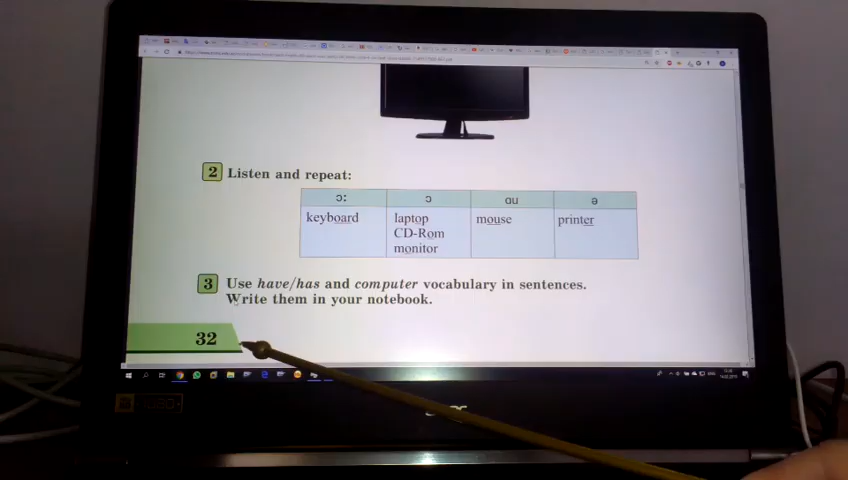 2 Listen and repeat:
ɔː ɔ ɑu ə
keyboard laptop mouse printer
CD-Rom
monitor
3 Use have/has and computer vocabulary in sentences.
Write them in your notebook.
32